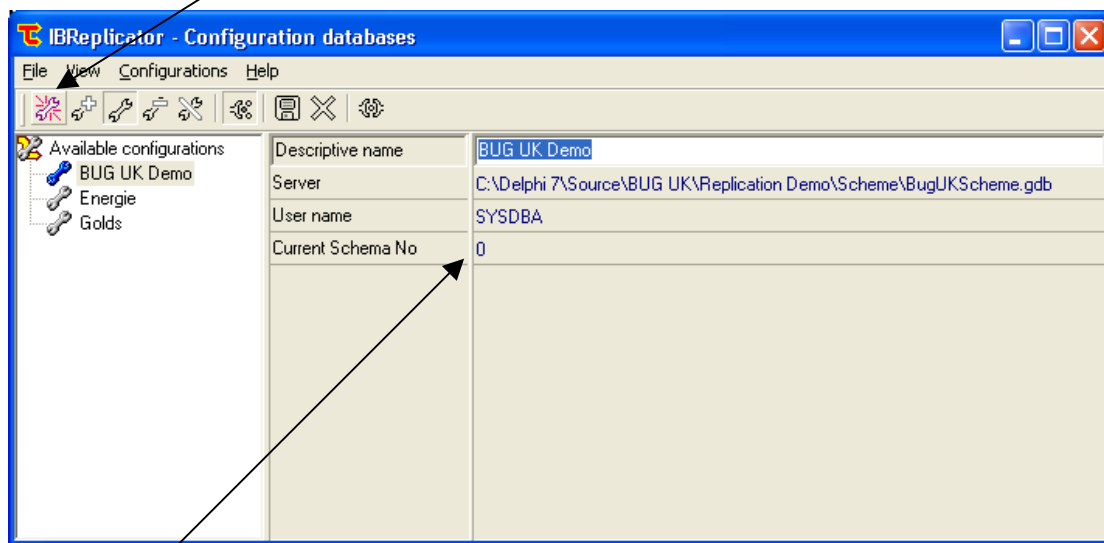 IBReplicator - Configuration databases
File View Configurations Help
Available configurations
BUG UK Demo
Energie
Golds
Descriptive name BUG UK Demo
Server C:\Delphi 7\Source\BUG UK\Replication Demo\Scheme\BugUKScheme.gdb
User name SYSDBA
Current Schema No 0